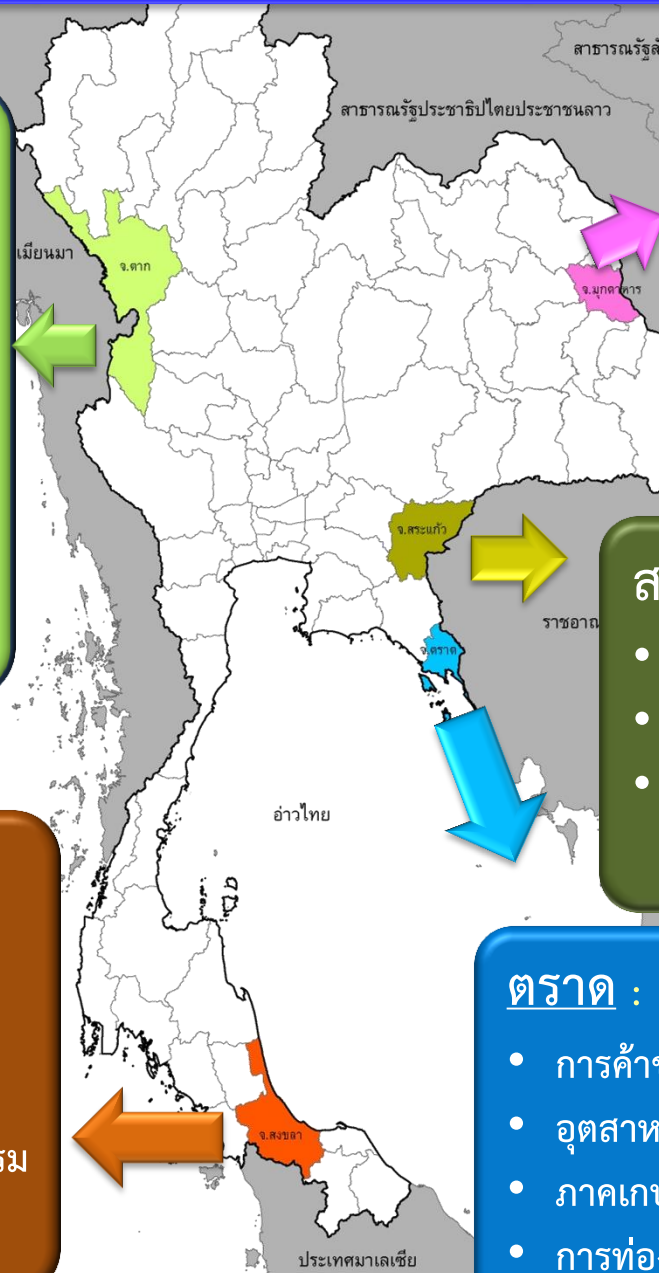 สาธารณรัฐ
สาธารณรัฐประชาธิปไตยประชาชนลาว
เมียนมา
จ.ตาก
จ.มุกดาหาร
จ.สระแก้ว
ส
ราชอาณ
จ.ตราด
อ่าวไทย
ตราด :
• การค้า
• อุตสาห
• ภาคเก
• การท่อ
จ.สงขลา
รม
ประเทศมาเลเซีย